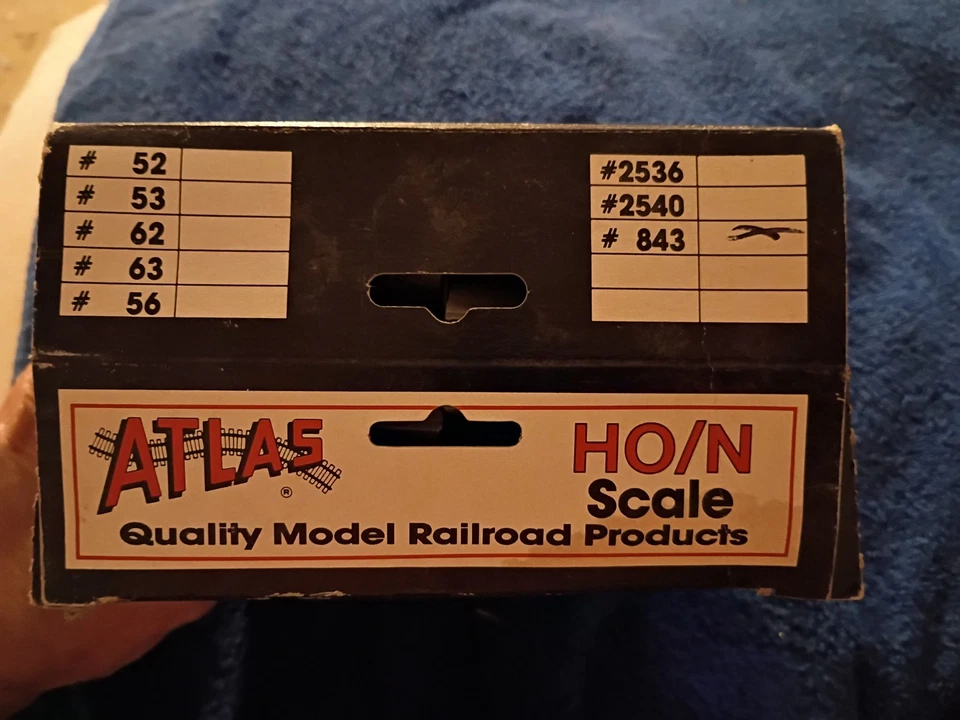 # 52
# 53
# 62
# 63
# 56
#2536
#2540
# 843 X
ATLAS ®
HO/N
Scale
Quality Model Railroad Products